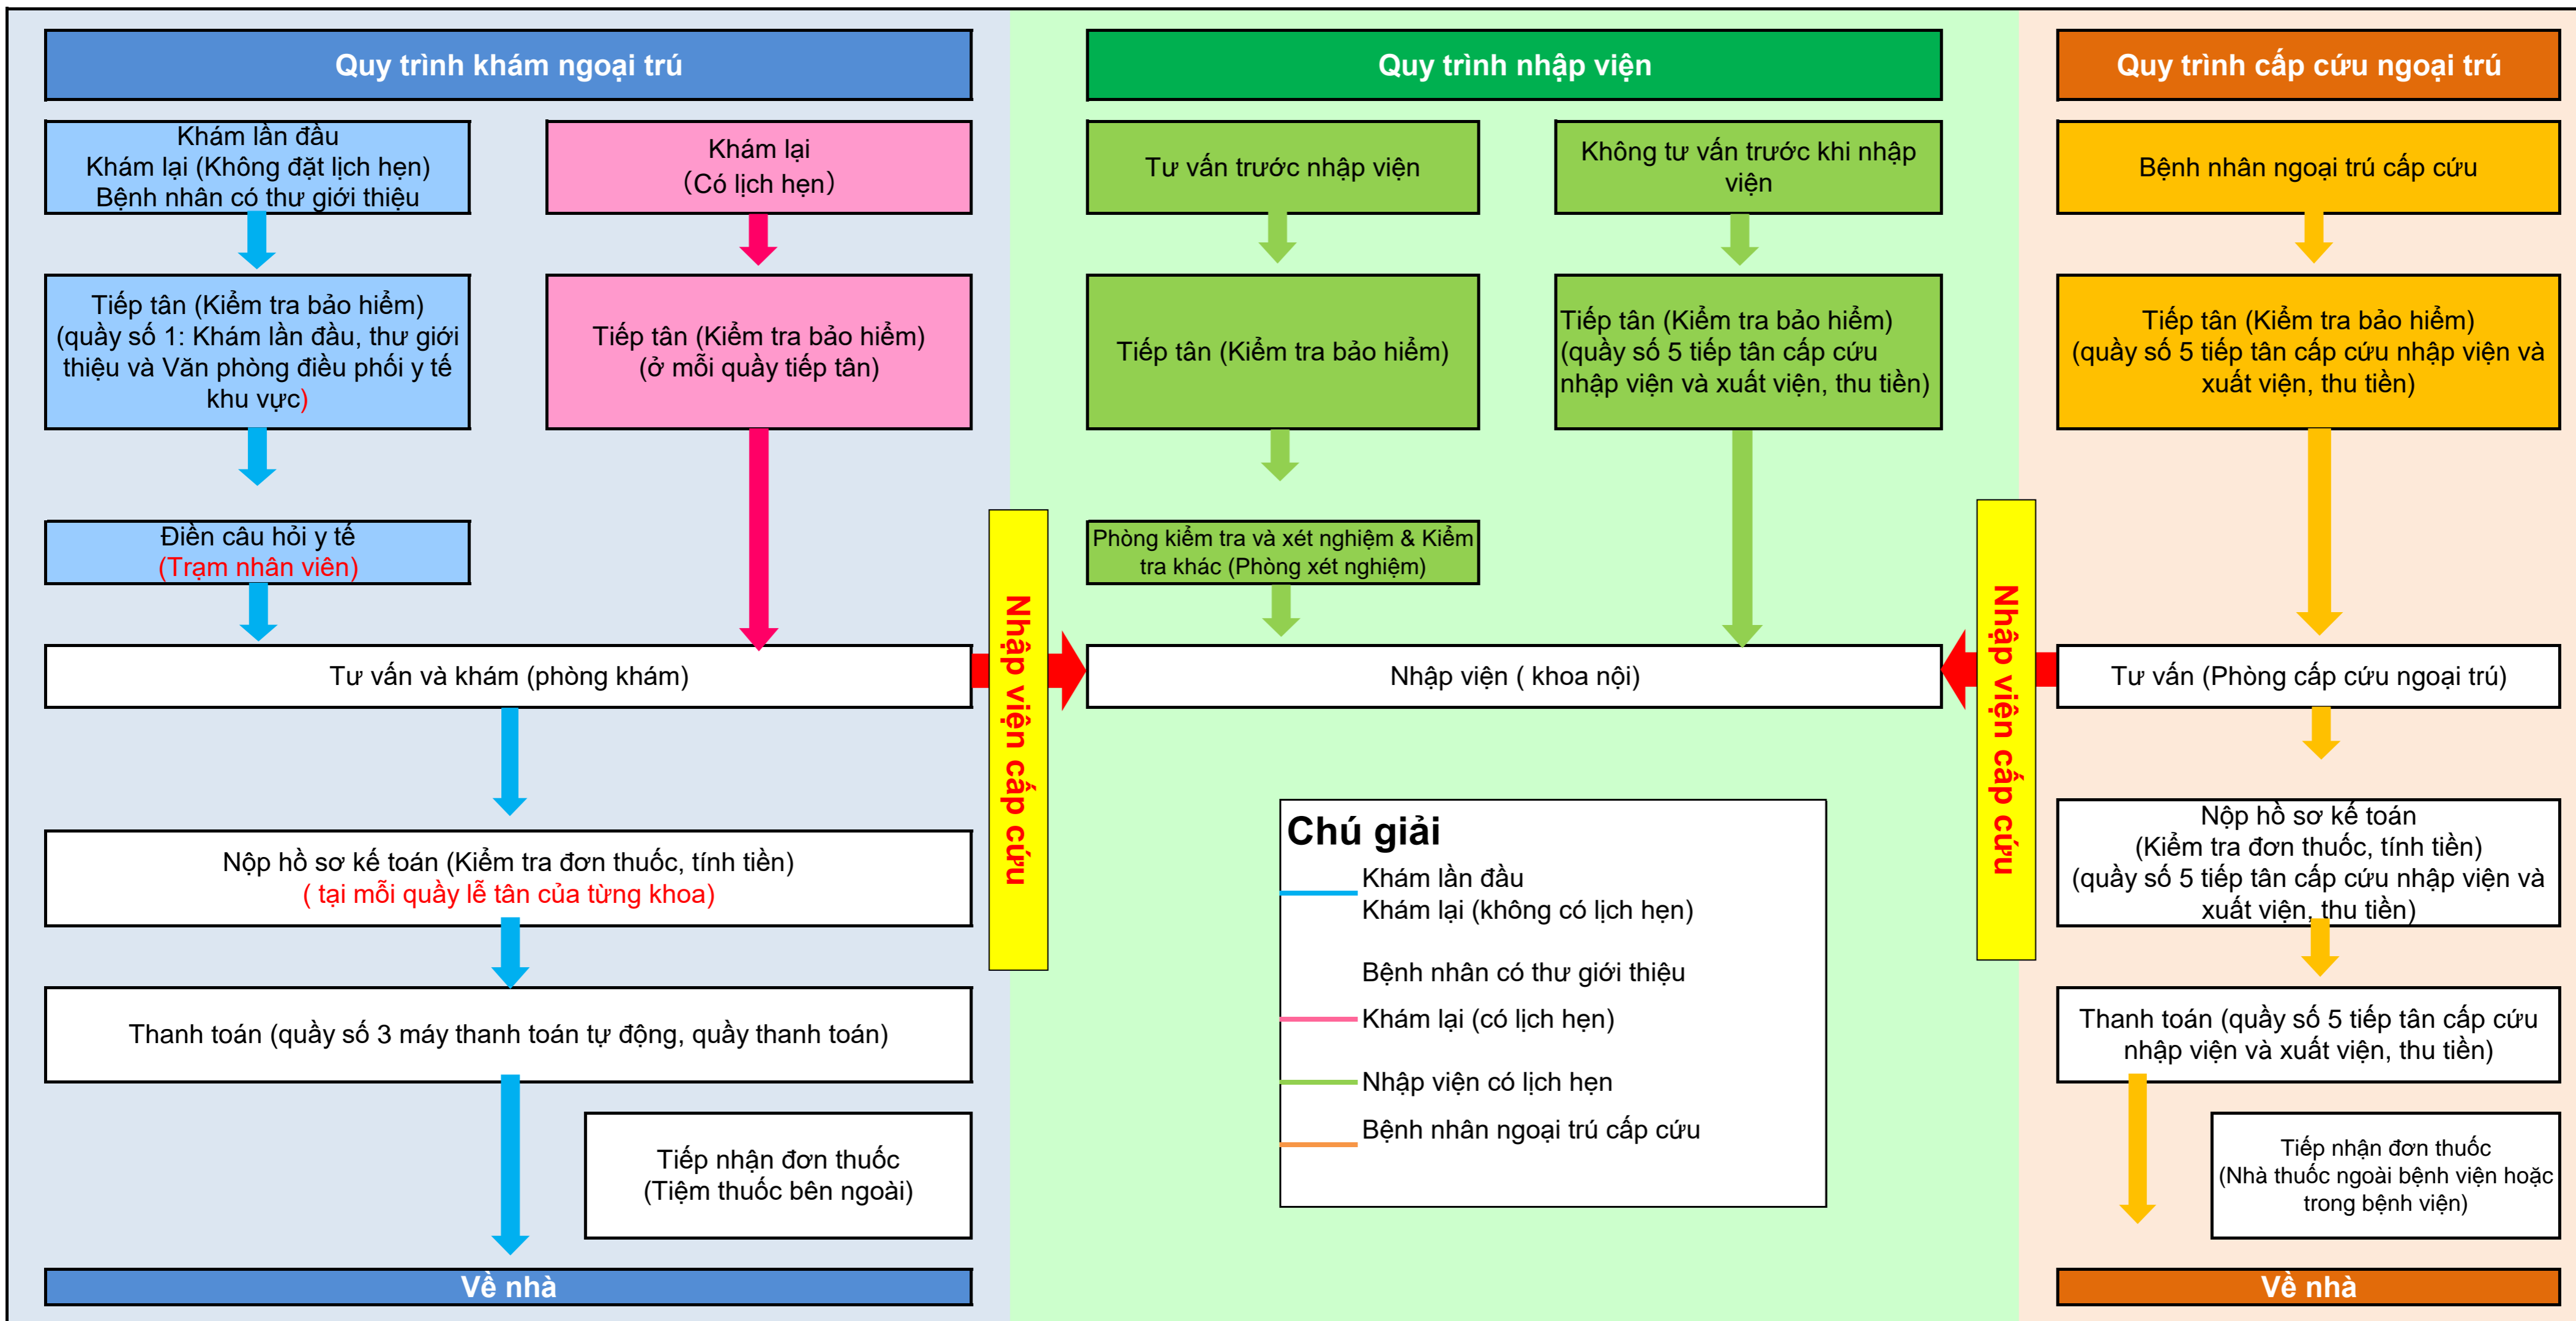 Quy trình khám ngoại trú
Khám lần đầu
Khám lại (Không đặt lịch hẹn)
Bệnh nhân có thư giới thiệu
Khám lại
(Có lịch hẹn)
Tiếp tân (Kiểm tra bảo hiểm)
(quầy số 1: Khám lần đầu, thư giới
thiệu và Văn phòng điều phối y tế
khu vực)
Tiếp tân (Kiểm tra bảo hiểm)
(ở mỗi quầy tiếp tân)
Điền câu hỏi y tế
(Trạm nhân viên)
Tư vấn và khám (phòng khám)
Nộp hồ sơ kế toán (Kiểm tra đơn thuốc, tính tiền)
( tại mỗi quầy lễ tân của từng khoa)
Thanh toán (quầy số 3 máy thanh toán tự động, quầy thanh toán)
Tiếp nhận đơn thuốc
(Tiệm thuốc bên ngoài)
Về nhà
Nhập viện cấp cứu
Quy trình nhập viện
Tư vấn trước nhập viện
Không tư vấn trước khi nhập
viện
Tiếp tân (Kiểm tra bảo hiểm)
Tiếp tân (Kiểm tra bảo hiểm)
(quầy số 5 tiếp tân cấp cứu
nhập viện và xuất viện, thu tiền)
Phòng kiểm tra và xét nghiệm & Kiểm
tra khác (Phòng xét nghiệm)
Nhập viện ( khoa nội)
Chú giải
Khám lần đầu
Khám lại (không có lịch hẹn)
Bệnh nhân có thư giới thiệu
Khám lại (có lịch hẹn)
Nhập viện có lịch hẹn
Bệnh nhân ngoại trú cấp cứu
Nhập viện cấp cứu
Quy trình cấp cứu ngoại trú
Bệnh nhân ngoại trú cấp cứu
Tiếp tân (Kiểm tra bảo hiểm)
(quầy số 5 tiếp tân cấp cứu nhập viện và
xuất viện, thu tiền)
Tư vấn (Phòng cấp cứu ngoại trú)
Nộp hồ sơ kế toán
(Kiểm tra đơn thuốc, tính tiền)
(quầy số 5 tiếp tân cấp cứu nhập viện và
xuất viện, thu tiền)
Thanh toán (quầy số 5 tiếp tân cấp cứu
nhập viện và xuất viện, thu tiền)
Tiếp nhận đơn thuốc
(Nhà thuốc ngoài bệnh viện hoặc
trong bệnh viện)
Về nhà